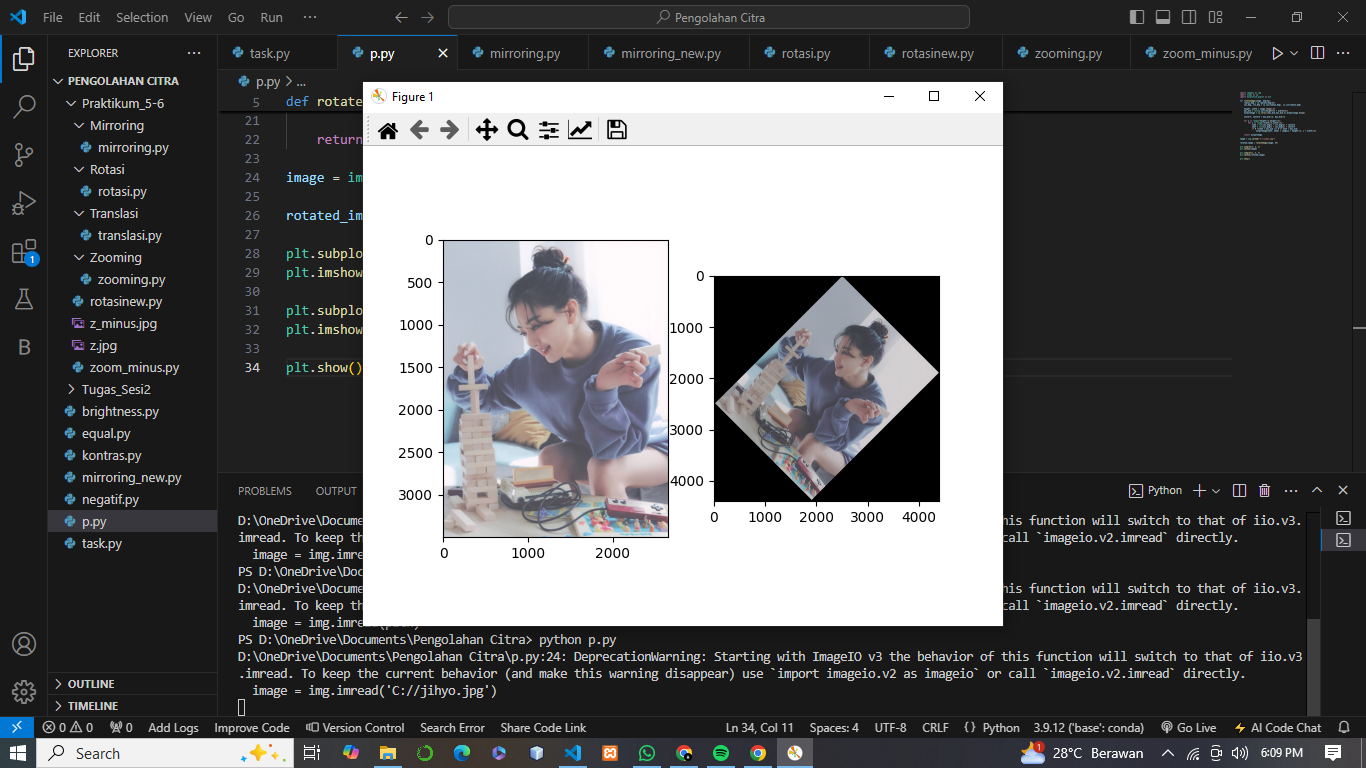 File Edit Selection View Go Run ··· Pengolahan Citra
EXPLORER ···
PENGOLAHAN CITRA
Praktikum_5-6
Mirroring
mirroring.py
Rotasi
rotasi.py
Translasi
translasi.py
Zooming
zooming.py
rotasinew.py
z_minus.jpg
z.jpg
zoom_minus.py
Tugas_Sesi2
brightness.py
equal.py
kontras.py
mirroring_new.py
negatif.py
p.py
task.py
OUTLINE
TIMELINE
1
B
task.py p.py mirroring.py mirroring_new.py rotasi.py rotasinew.py zooming.py zoom_minus.py
p.py > ...
5 def rotate
21
22 return
23
24 image = im
25
26 rotated_im
27
28 plt.subplo
29 plt.imshow
30
31 plt.subplo
32 plt.imshow
33
34 plt.show()
Figure 1
0
500
1000
1500
2000
2500
3000
0 1000 2000
0
1000
2000
3000
4000
0 1000 2000 3000 4000
PROBLEMS OUTPUT Python
D:\OneDrive\Docume his function will switch to that of iio.v3.
imread. To keep th call `imageio.v2.imread` directly.
image = img.imre
PS D:\OneDrive\Doc
D:\OneDrive\Docume his function will switch to that of iio.v3.
imread. To keep th call `imageio.v2.imread` directly.
PS D:\OneDrive\Documents\Pengolahan Citra> python p.py
D:\OneDrive\Documents\Pengolahan Citra\p.py:24: DeprecationWarning: Starting with ImageIO v3 the behavior of this function will switch to that of iio.v3
.imread. To keep the current behavior (and make this warning disappear) use `import imageio.v2 as imageio` or call `imageio.v2.imread` directly.
image = img.imread('C://jihyo.jpg')
0 0 0 Add Logs Improve Code Version Control Search Error Share Code Link Ln 34, Col 11 Spaces: 4 UTF-8 CRLF {} Python 3.9.12 ('base': conda) Go Live AI Code Chat
Search 1 28°C Berawan 6:09 PM